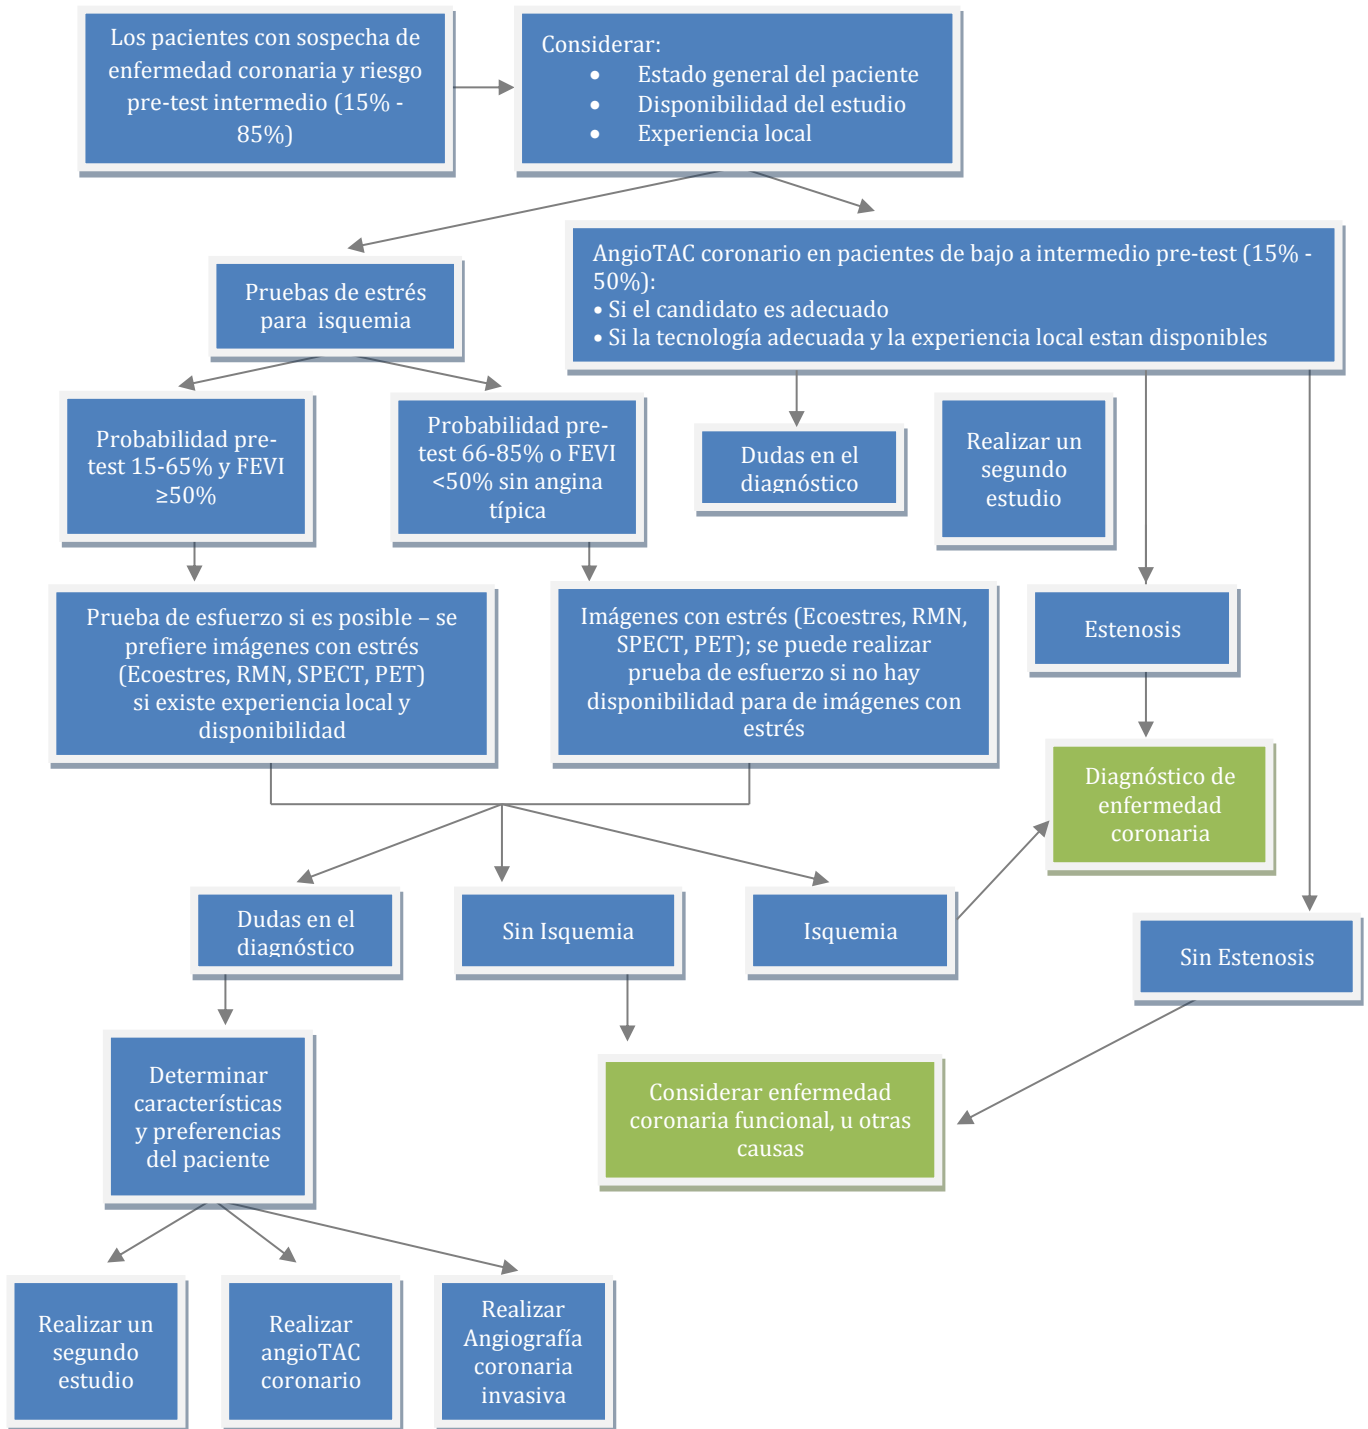 Los pacientes con sospecha de
enfermedad coronaria y riesgo
pre-test intermedio (15% -
85%)
Considerar:
• Estado general del paciente
• Disponibilidad del estudio
• Experiencia local
Pruebas de estrés
para isquemia
AngioTAC coronario en pacientes de bajo a intermedio pre-test (15% -
50%):
• Si el candidato es adecuado
• Si la tecnología adecuada y la experiencia local estan disponibles
Probabilidad pre-
test 15-65% y FEVI
≥50%
Probabilidad pre-
test 66-85% o FEVI
<50% sin angina
típica
Dudas en el
diagnóstico
Realizar un
segundo
estudio
Prueba de esfuerzo si es posible – se
prefiere imágenes con estrés
(Ecoestres, RMN, SPECT, PET)
si existe experiencia local y
disponibilidad
Imágenes con estrés (Ecoestres, RMN,
SPECT, PET); se puede realizar
prueba de esfuerzo si no hay
disponibilidad para de imágenes con
estrés
Estenosis
Diagnóstico de
enfermedad
coronaria
Dudas en el
diagnóstico
Sin Isquemia
Isquemia
Sin Estenosis
Determinar
características
y preferencias
del paciente
Considerar enfermedad
coronaria funcional, u otras
causas
Realizar un
segundo
estudio
Realizar
angioTAC
coronario
Realizar
Angiografía
coronaria
invasiva